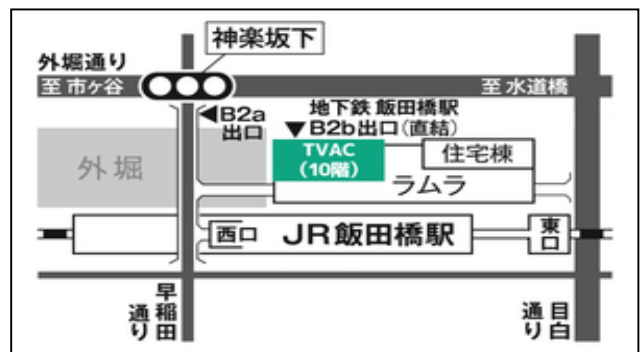 神楽坂下
外堀通り
至 市ヶ谷
至 水道橋
◀B2a
出口
地下鉄 飯田橋駅
▼B2b出口(直結)
TVAC
(10階)
住宅棟
外 堀
ラムラ
西口
JR飯田橋駅
東口
早稲田通り
目白通り